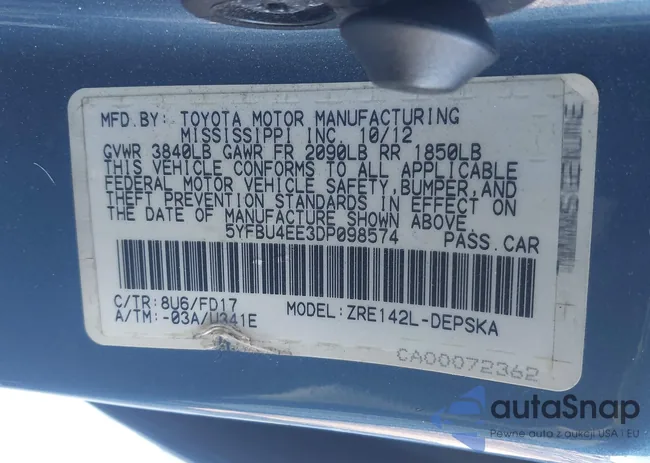 MFD.BY: TOYOTA MOTOR MANUFACTURING
MISSISSIPPI INC. 10/12
GVWR 3840LB GAWR FR 2090LB RR 1850LB
THIS VEHICLE CONFORMS TO ALL APPLICABLE
FEDERAL MOTOR VEHICLE SAFETY,BUMPER,AND
THEFT PREVENTION STANDARDS IN EFFECT ON
THE DATE OF MANUFACTURE SHOWN ABOVE.
5YFBU4EE3DP098574 PASS.CAR
C/TR:8U6/FD17 MODEL:ZRE142L-DEPSKA
A/TM:-03A/U341E
CA00072362
autaSnap
Pewne auto z aukcji USA i EU